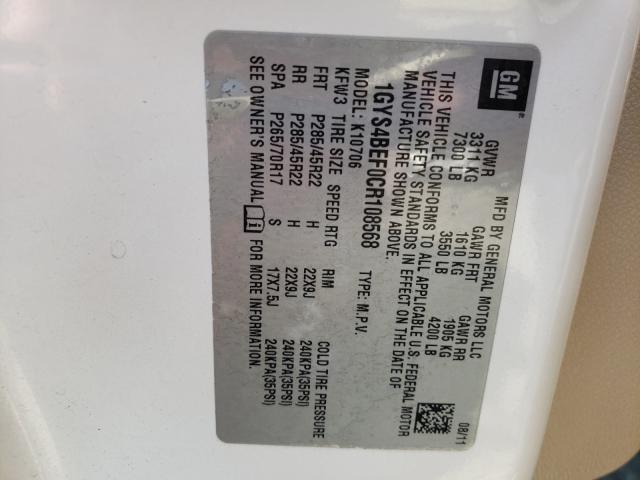 GM
MFD BY GENERAL MOTORS LLC 08/11
GVWR GAWR FRT GAWR RR
3311 KG 1610 KG 1905 KG
7300 LB 3550 LB 4200 LB
THIS VEHICLE CONFORMS TO ALL APPLICABLE U.S. FEDERAL MOTOR
VEHICLE SAFETY STANDARDS IN EFFECT ON THE DATE OF
MANUFACTURE SHOWN ABOVE.
1GYS4BEF0CR108568 TYPE: M.P.V.
MODEL: K10706
KFW3 TIRE SIZE SPEED RTG RIM COLD TIRE PRESSURE
FRT P285/45R22 H 22X9J 240KPA(35PSI)
RR P285/45R22 H 22X9J 240KPA(35PSI)
SPA P265/70R17 S 17X7.5J 240KPA(35PSI)
SEE OWNER'S MANUAL FOR MORE INFORMATION.